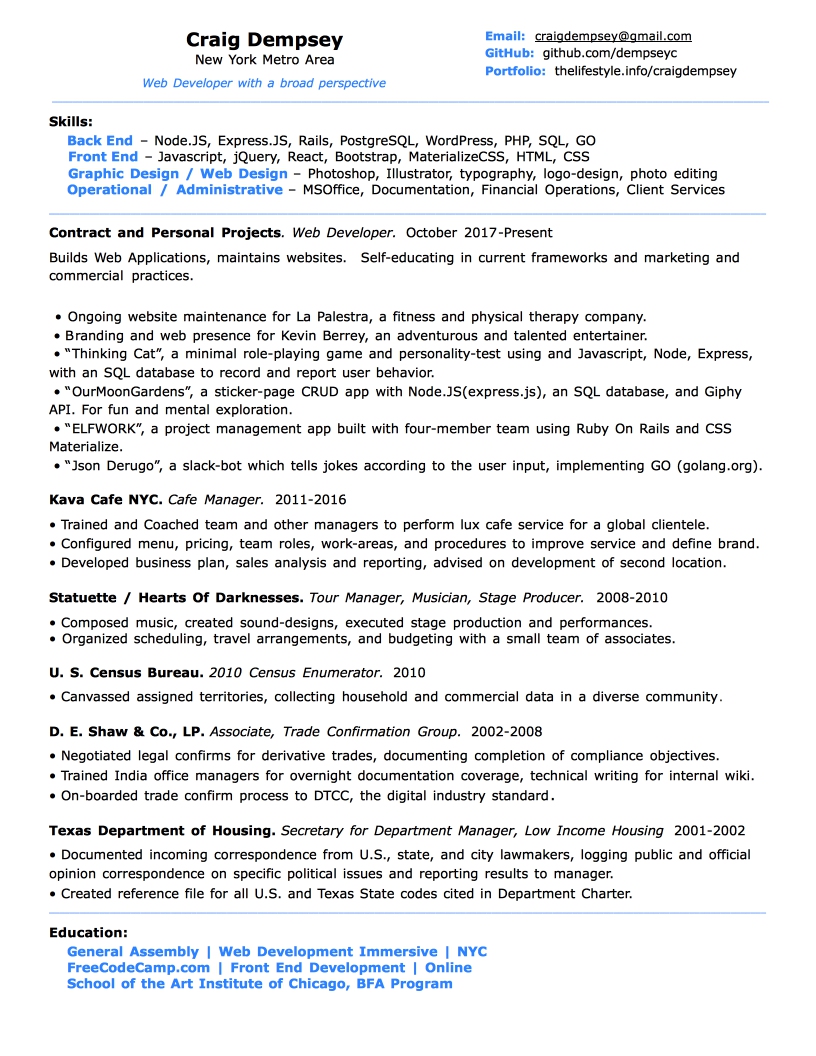 Craig Dempsey
New York Metro Area
Web Developer with a broad perspective
Email: craigdempsey@gmail.com
GitHub: github.com/dempseyc
Portfolio: thelifestyle.info/craigdempsey
Skills:
Back End – Node.JS, Express.JS, Rails, PostgreSQL, WordPress, PHP, SQL, GO
Front End – Javascript, jQuery, React, Bootstrap, MaterializeCSS, HTML, CSS
Graphic Design / Web Design – Photoshop, Illustrator, typography, logo-design, photo editing
Operational / Administrative – MSOffice, Documentation, Financial Operations, Client Services
Contract and Personal Projects. Web Developer. October 2017-Present
Builds Web Applications, maintains websites. Self-educating in current frameworks and marketing and
commercial practices.
• Ongoing website maintenance for La Palestra, a fitness and physical therapy company.
• Branding and web presence for Kevin Berrey, an adventurous and talented entertainer.
• “Thinking Cat”, a minimal role-playing game and personality-test using and Javascript, Node, Express,
with an SQL database to record and report user behavior.
• “OurMoonGardens”, a sticker-page CRUD app with Node.JS(express.js), an SQL database, and Giphy
API. For fun and mental exploration.
• “ELFWORK”, a project management app built with four-member team using Ruby On Rails and CSS
Materialize.
• “Json Derugo”, a slack-bot which tells jokes according to the user input, implementing GO (golang.org).
Kava Cafe NYC. Cafe Manager. 2011-2016
• Trained and Coached team and other managers to perform lux cafe service for a global clientele.
• Configured menu, pricing, team roles, work-areas, and procedures to improve service and define brand.
• Developed business plan, sales analysis and reporting, advised on development of second location.
Statuette / Hearts Of Darknesses. Tour Manager, Musician, Stage Producer. 2008-2010
• Composed music, created sound-designs, executed stage production and performances.
• Organized scheduling, travel arrangements, and budgeting with a small team of associates.
U. S. Census Bureau. 2010 Census Enumerator. 2010
• Canvassed assigned territories, collecting household and commercial data in a diverse community.
D. E. Shaw & Co., LP. Associate, Trade Confirmation Group. 2002-2008
• Negotiated legal confirms for derivative trades, documenting completion of compliance objectives.
• Trained India office managers for overnight documentation coverage, technical writing for internal wiki.
• On-boarded trade confirm process to DTCC, the digital industry standard.
Texas Department of Housing. Secretary for Department Manager, Low Income Housing 2001-2002
• Documented incoming correspondence from U.S., state, and city lawmakers, logging public and official
opinion correspondence on specific political issues and reporting results to manager.
• Created reference file for all U.S. and Texas State codes cited in Department Charter.
Education:
General Assembly | Web Development Immersive | NYC
FreeCodeCamp.com | Front End Development | Online
School of the Art Institute of Chicago, BFA Program